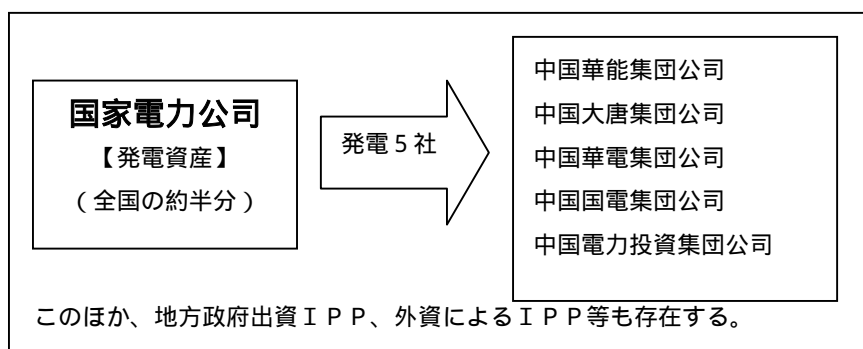 国家電力公司
【発電資産】
(全国の約半分)
発電5社
中国華能集団公司
中国大唐集団公司
中国華電集団公司
中国国電集団公司
中国電力投資集団公司
このほか、地方政府出資ＩＰＰ、外資によるＩＰＰ等も存在する。